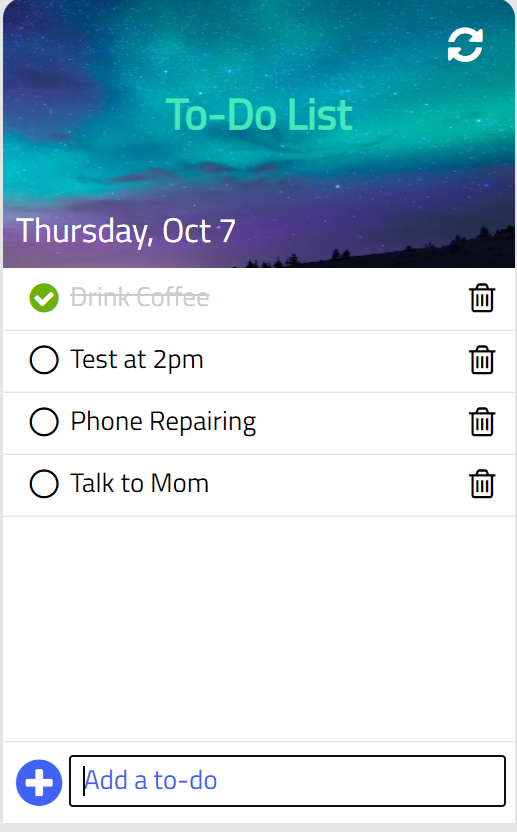 To-Do List
Thursday, Oct 7
Drink Coffee
Test at 2pm
Phone Repairing
Talk to Mom
Add a to-do